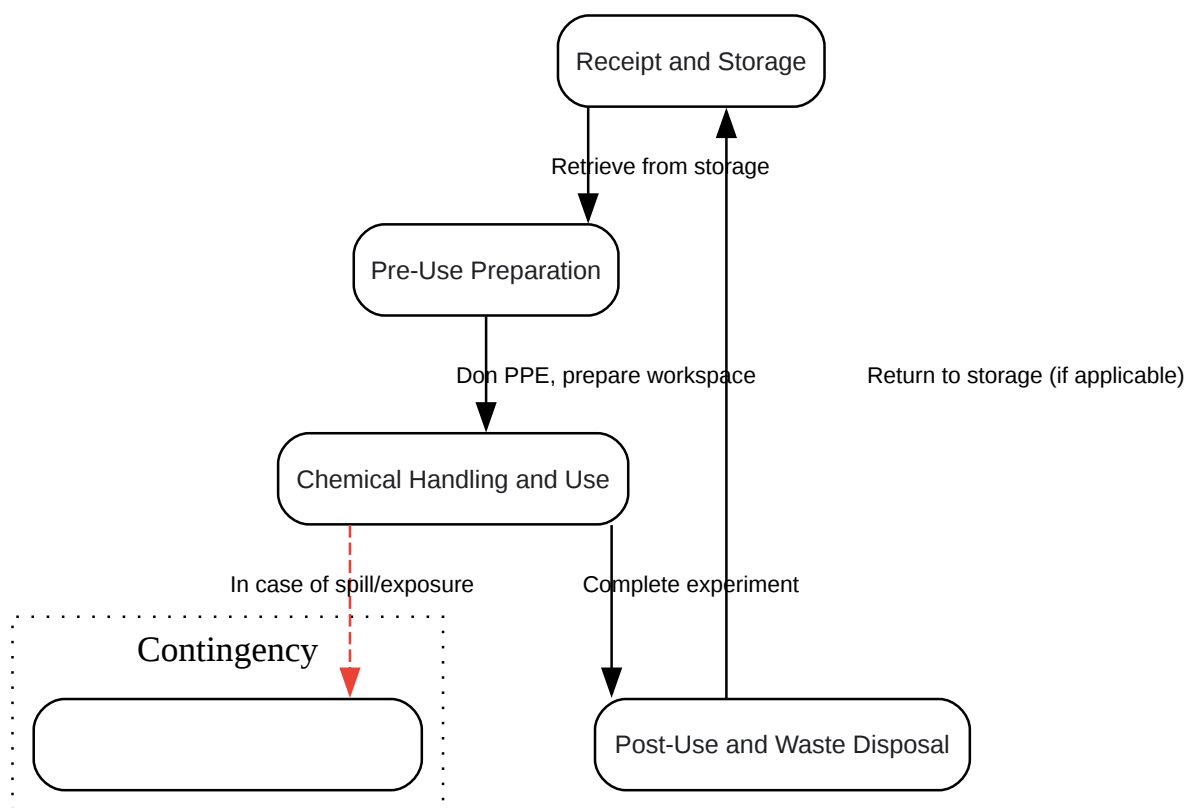 Receipt and Storage
Retrieve from storage
Pre-Use Preparation
Don PPE, prepare workspace
Return to storage (if applicable)
Chemical Handling and Use
In case of spill/exposure
Complete experiment
Contingency
Post-Use and Waste Disposal